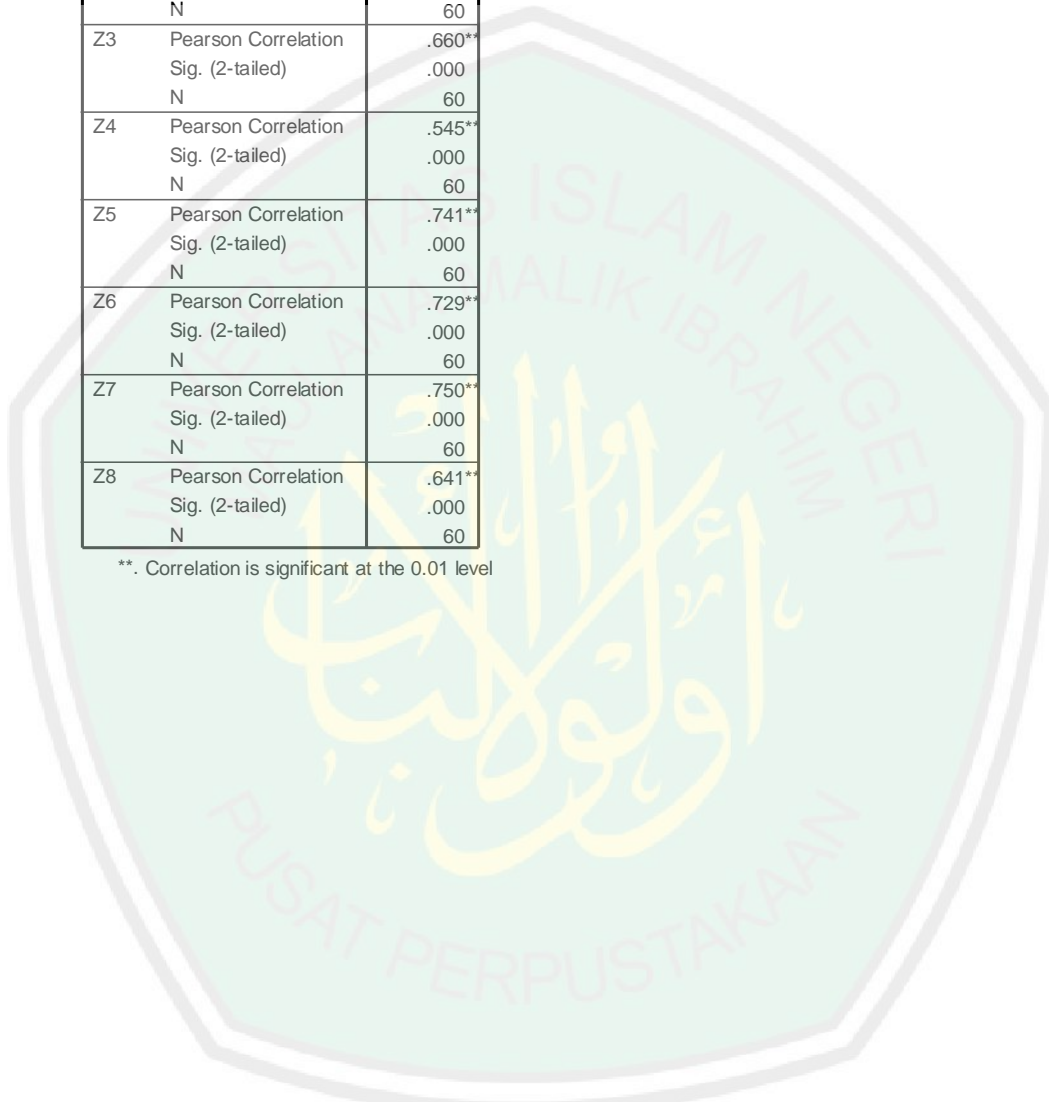 N 60
Z3 Pearson Correlation .660**
Sig. (2-tailed) .000
N 60
Z4 Pearson Correlation .545**
Sig. (2-tailed) .000
N 60
Z5 Pearson Correlation .741**
Sig. (2-tailed) .000
N 60
Z6 Pearson Correlation .729**
Sig. (2-tailed) .000
N 60
Z7 Pearson Correlation .750**
Sig. (2-tailed) .000
N 60
Z8 Pearson Correlation .641**
Sig. (2-tailed) .000
N 60
**. Correlation is significant at the 0.01 level
UNIVERSITAS ISLAM NEGERI
MAULANA MALIK IBRAHIM
PUSAT PERPUSTAKAAN